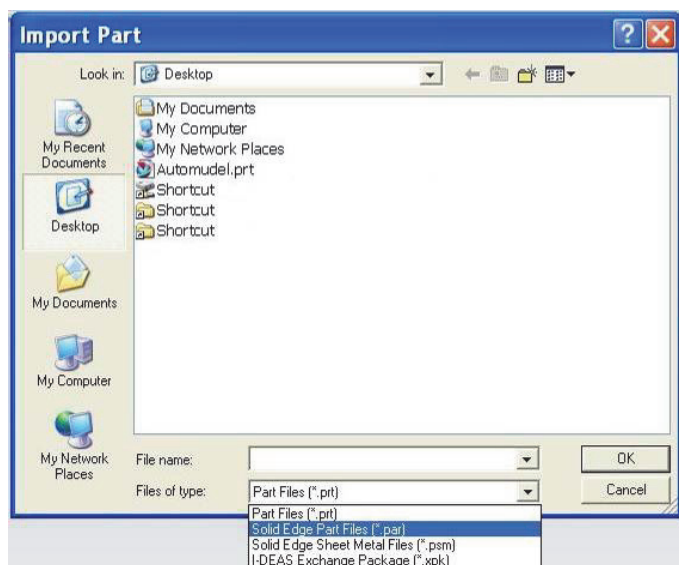 Import Part
Look in: Desktop
My Documents
My Computer
My Network Places
Automudel.prt
Shortcut
Shortcut
Shortcut
My Recent
Documents
Desktop
My Documents
My Computer
My Network
Places
File name:
OK
Files of type: Part Files (*.prt)
Cancel
Part Files (*.prt)
Solid Edge Part Files (*.par)
Solid Edge Sheet Metal Files (*.psm)
I-DEAS Exchange Package (*.xpk)